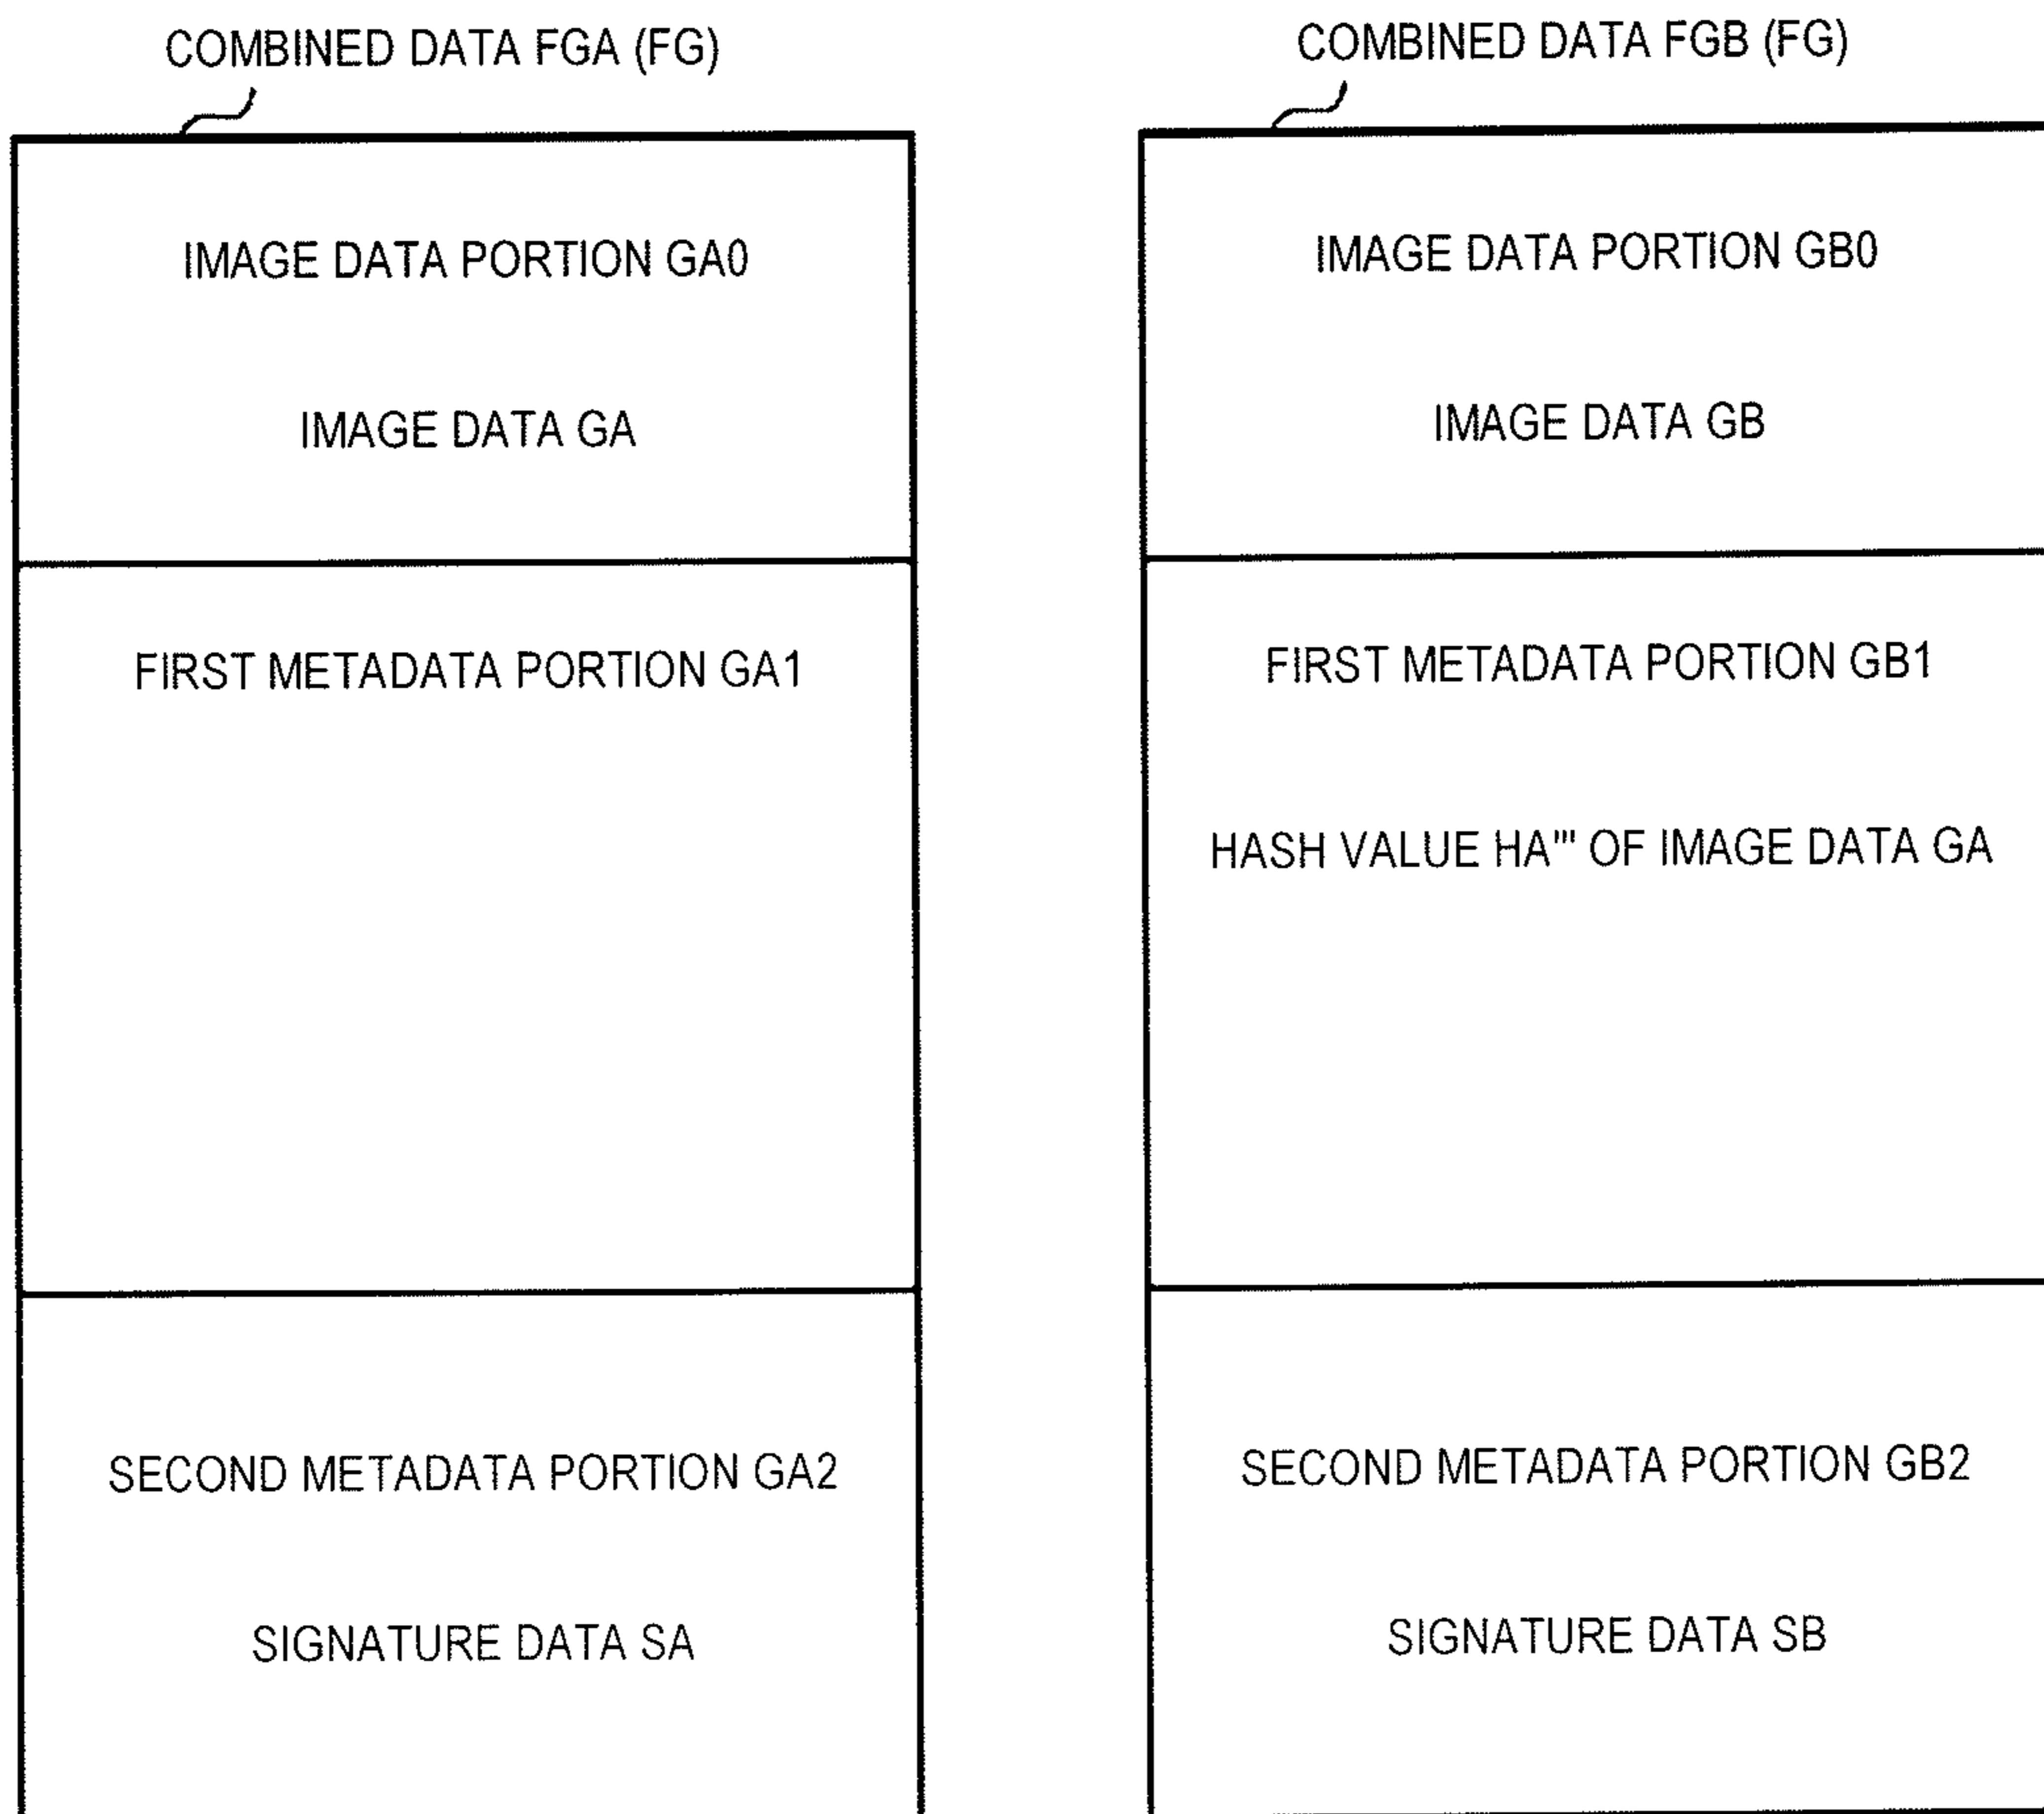 COMBINED DATA FGA (FG)
IMAGE DATA PORTION GA0
IMAGE DATA GA
FIRST METADATA PORTION GA1
SECOND METADATA PORTION GA2
SIGNATURE DATA SA
COMBINED DATA FGB (FG)
IMAGE DATA PORTION GB0
IMAGE DATA GB
FIRST METADATA PORTION GB1
HASH VALUE HA''' OF IMAGE DATA GA
SECOND METADATA PORTION GB2
SIGNATURE DATA SB